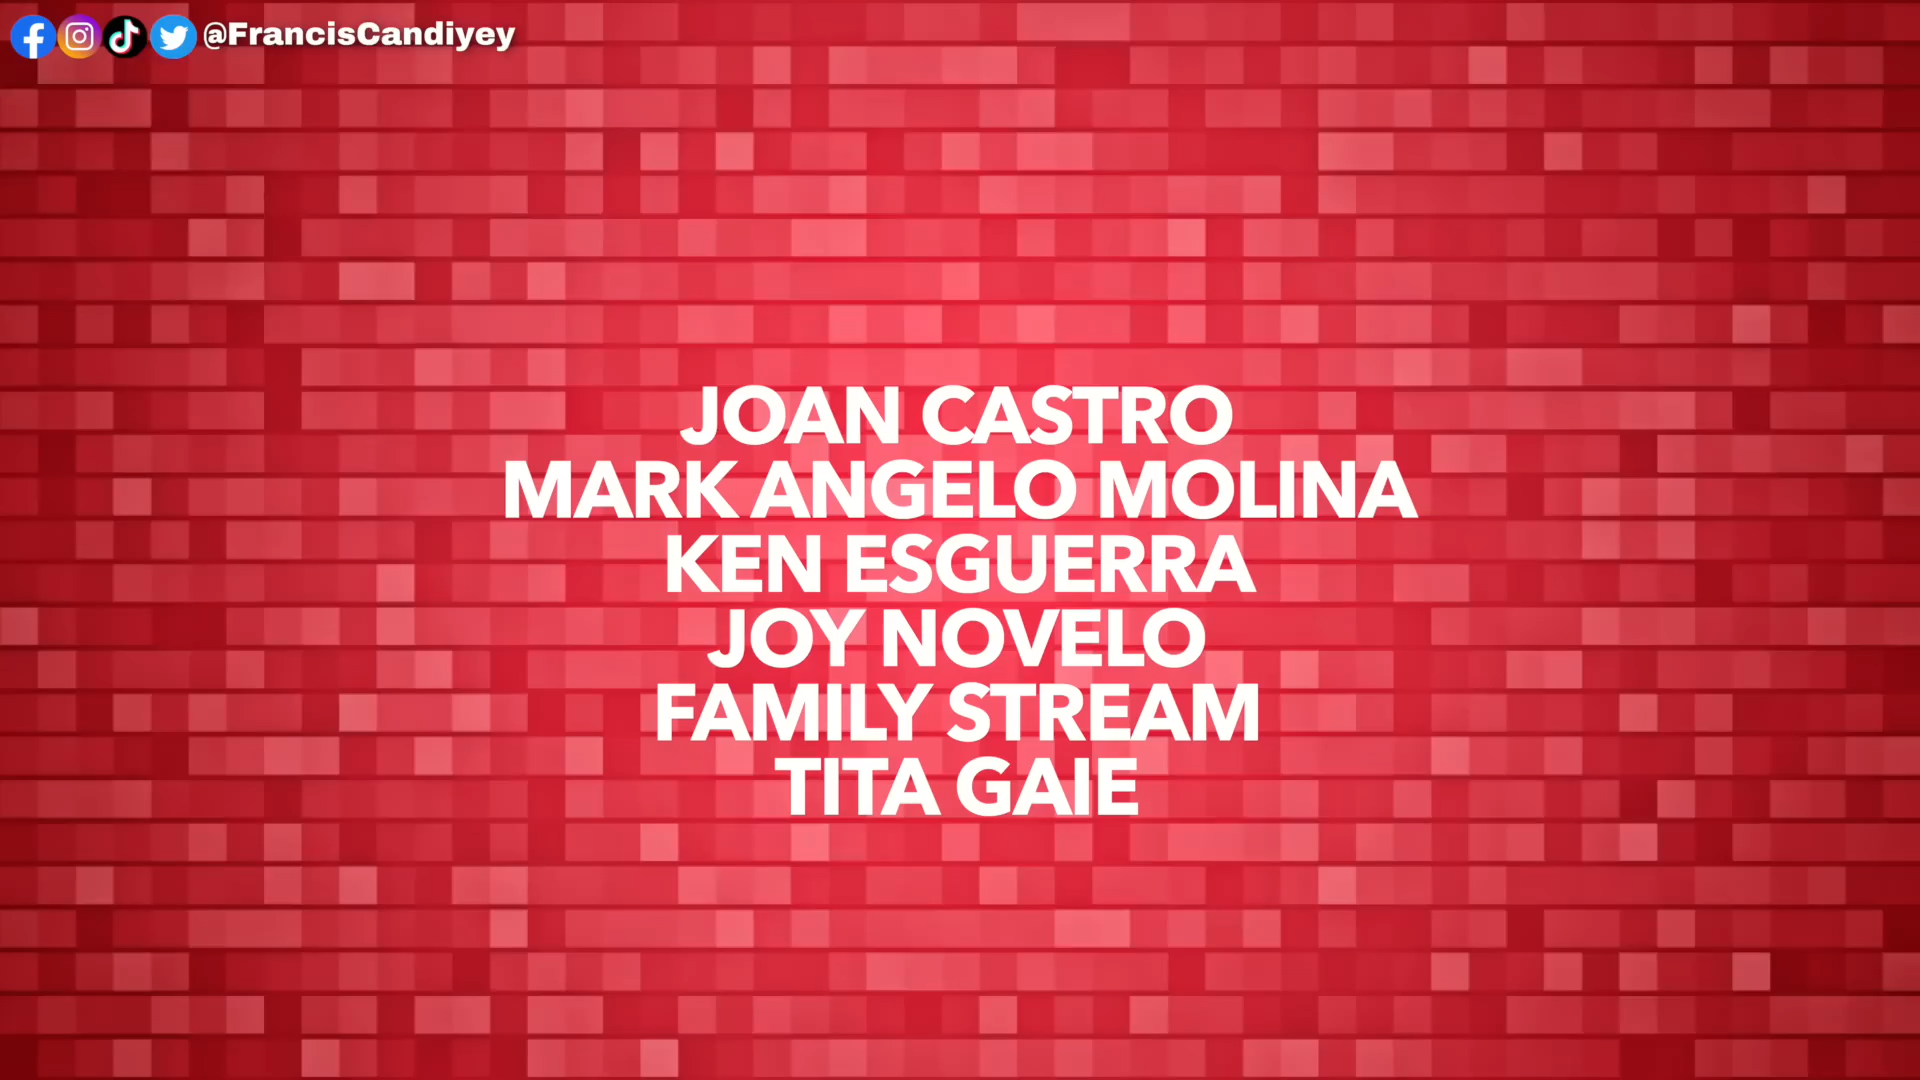 @FrancisCandiyey
JOAN CASTRO
MARK ANGELO MOLINA
KEN ESGUERRA
JOY NOVELO
FAMILY STREAM
TITA GAIE